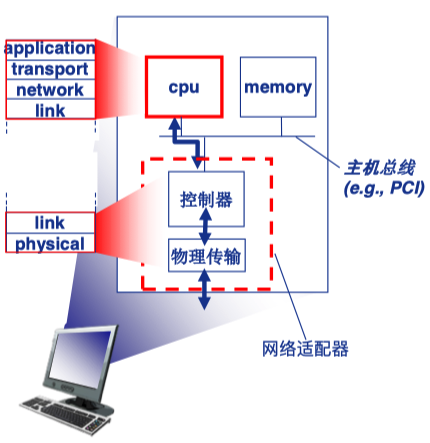 application
transport
network
link
cpu
memory
主机总线
(e.g., PCI)
控制器
link
physical
物理传输
网络适配器